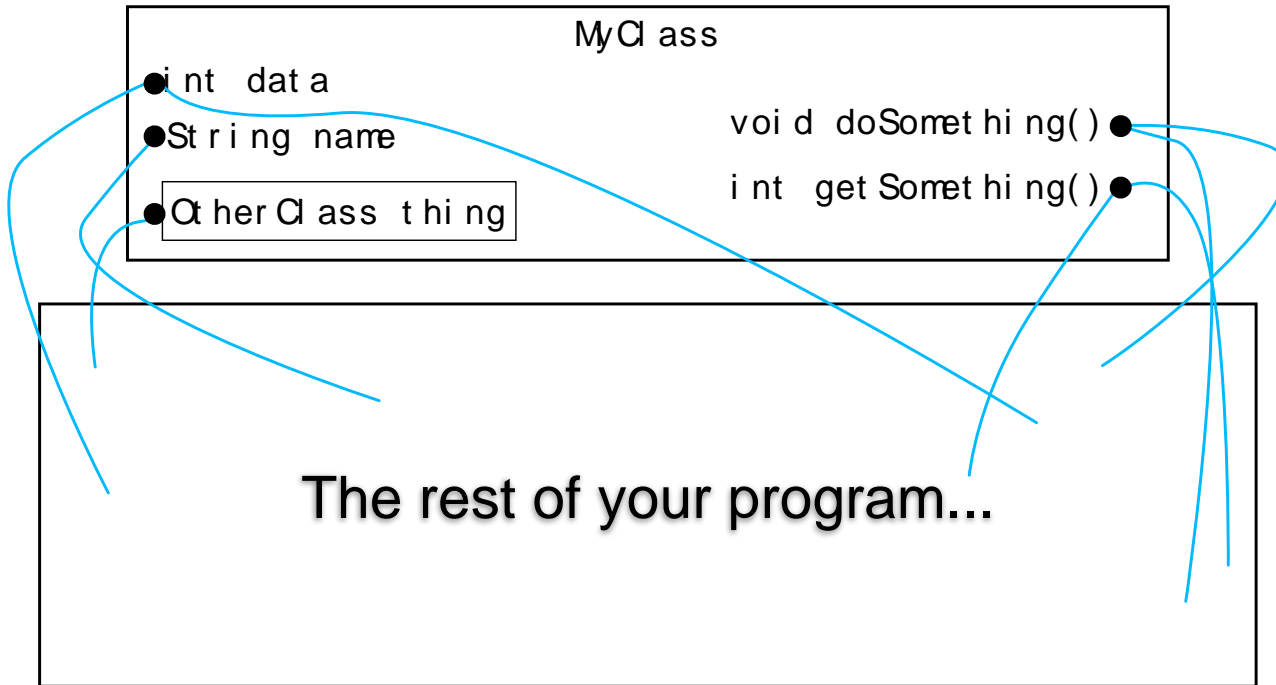 MyClass
int data
String name
OtherClass thing
void doSomething()
int getSomething()
The rest of your program...